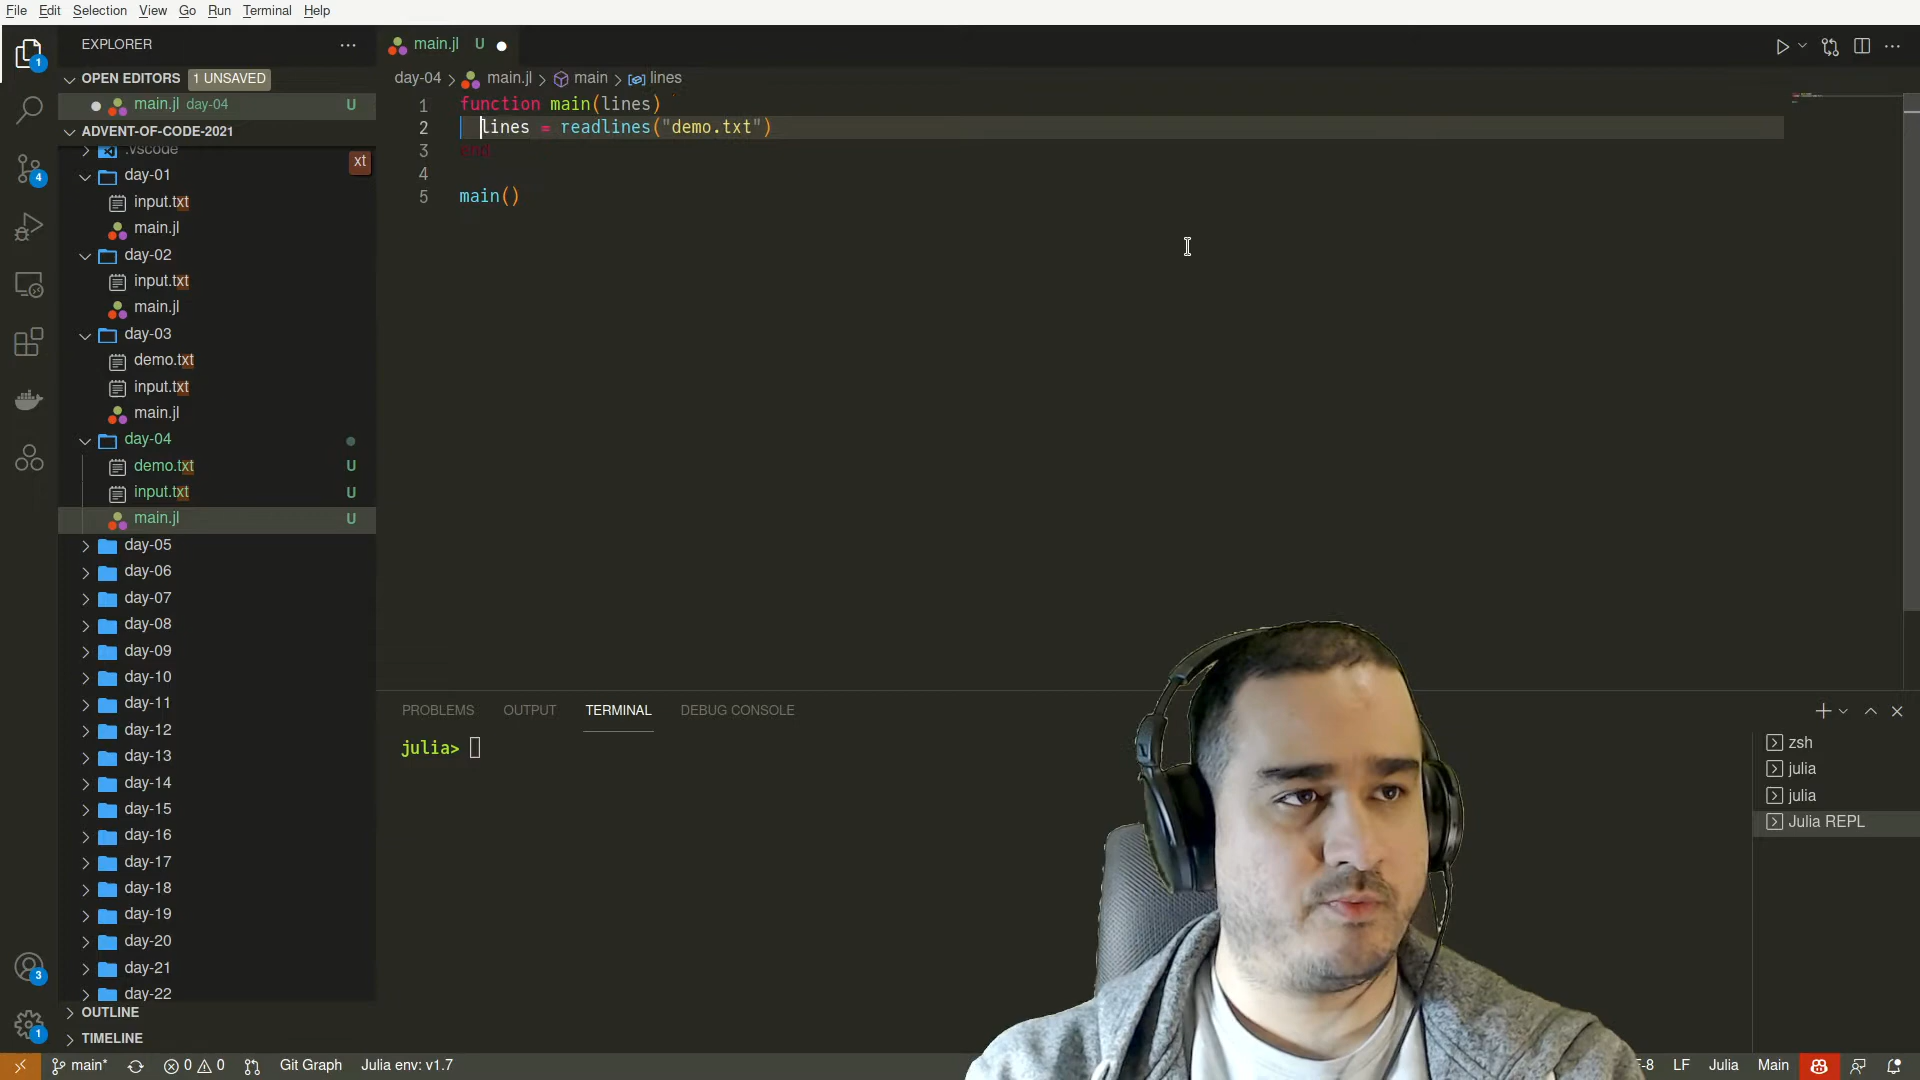 File Edit Selection View Go Run Terminal Help
EXPLORER
main.jl U
OPEN EDITORS 1 UNSAVED
main.jl day-04 U
ADVENT-OF-CODE-2021
.vscode
xt
day-01
input.txt
main.jl
day-02
input.txt
main.jl
day-03
demo.txt
input.txt
main.jl
day-04
demo.txt U
input.txt U
main.jl U
day-05
day-06
day-07
day-08
day-09
day-10
day-11
day-12
day-13
day-14
day-15
day-16
day-17
day-18
day-19
day-20
day-21
day-22
OUTLINE
TIMELINE
day-04 > main.jl > main > lines
1 function main(lines)
2 lines = readlines("demo.txt")
3 end
4
5 main()
PROBLEMS OUTPUT TERMINAL DEBUG CONSOLE
julia>
zsh
julia
julia
Julia REPL
1
4
3
1
main* 0 0 Git Graph Julia env: v1.7
F-8 LF Julia Main